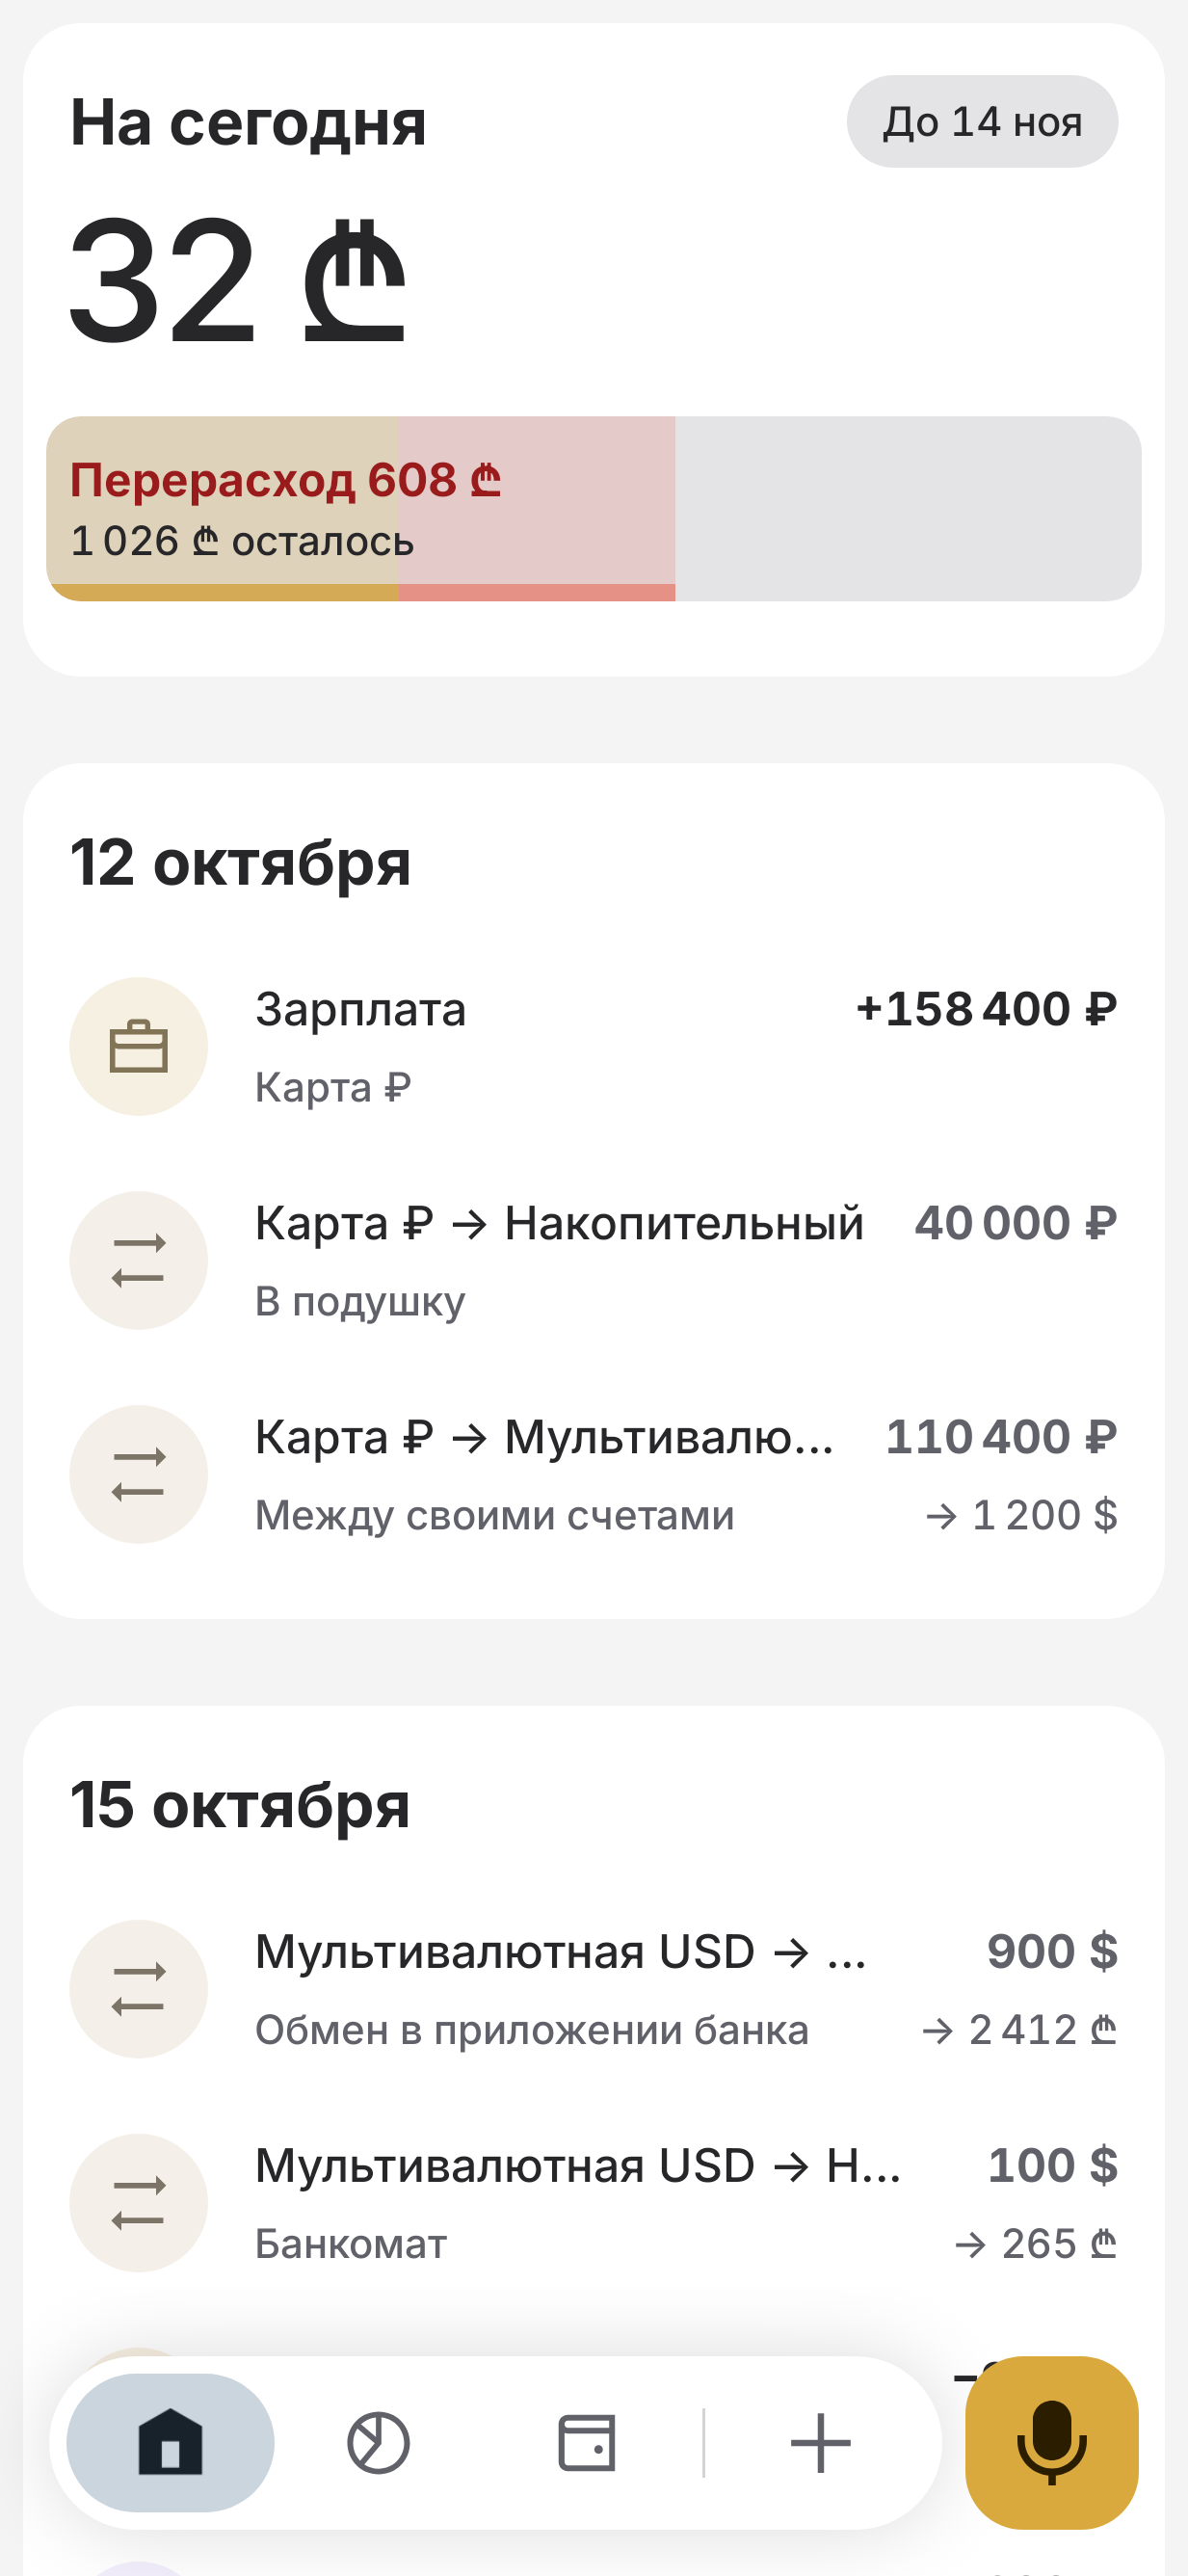 На сегодня
До 14 ноя
32 ₾
Перерасход 608 ₾
1 026 ₾ осталось
12 октября
Зарплата
+158 400 ₽
Карта ₽
Карта ₽ → Накопительный
40 000 ₽
В подушку
Карта ₽ → Мультивалю...
110 400 ₽
Между своими счетами
→ 1 200 $
15 октября
Мультивалютная USD → ...
900 $
Обмен в приложении банка
→ 2 412 ₾
Мультивалютная USD → Н...
100 $
Банкомат
→ 265 ₾